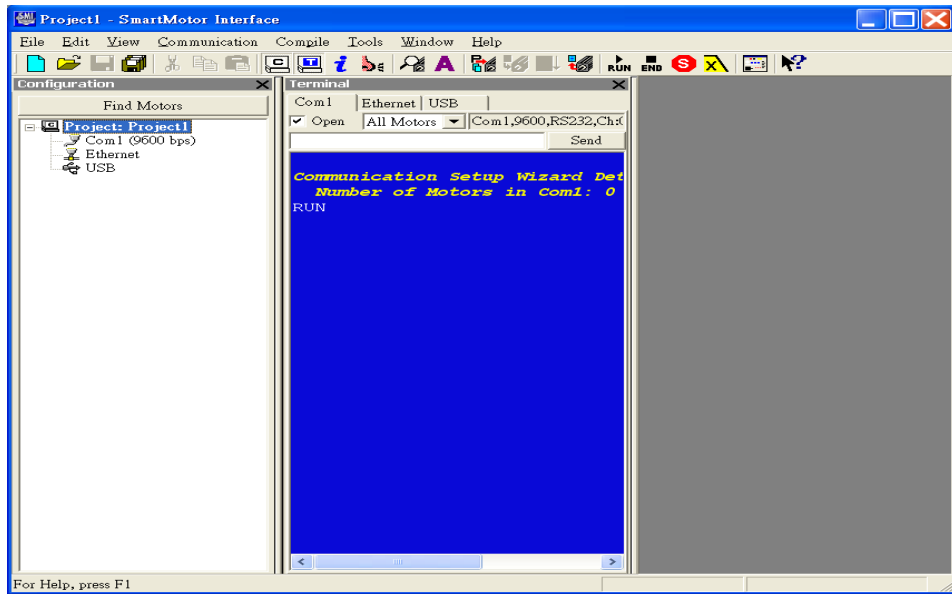 Project1 - SmartMotor Interface
File Edit View Communication Compile Tools Window Help
RUN END S
Configuration
Find Motors
Project: Project1
Com1 (9600 bps)
Ethernet
USB
Terminal
Com1 Ethernet USB
Open All Motors Com1,9600,RS232,Ch:(
Send
Communication Setup Wizard Det
Number of Motors in Com1: 0
RUN
For Help, press F1